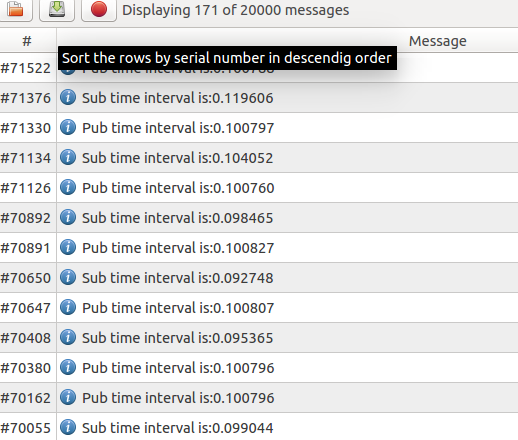 Displaying 171 of 20000 messages
# Message
Sort the rows by serial number in descendig order
#71522 Pub time interval is:0.100788
#71376 Sub time interval is:0.119606
#71330 Pub time interval is:0.100797
#71134 Sub time interval is:0.104052
#71126 Pub time interval is:0.100760
#70892 Sub time interval is:0.098465
#70891 Pub time interval is:0.100827
#70650 Sub time interval is:0.092748
#70647 Pub time interval is:0.100807
#70408 Sub time interval is:0.095365
#70380 Pub time interval is:0.100796
#70162 Pub time interval is:0.100796
#70055 Sub time interval is:0.099044